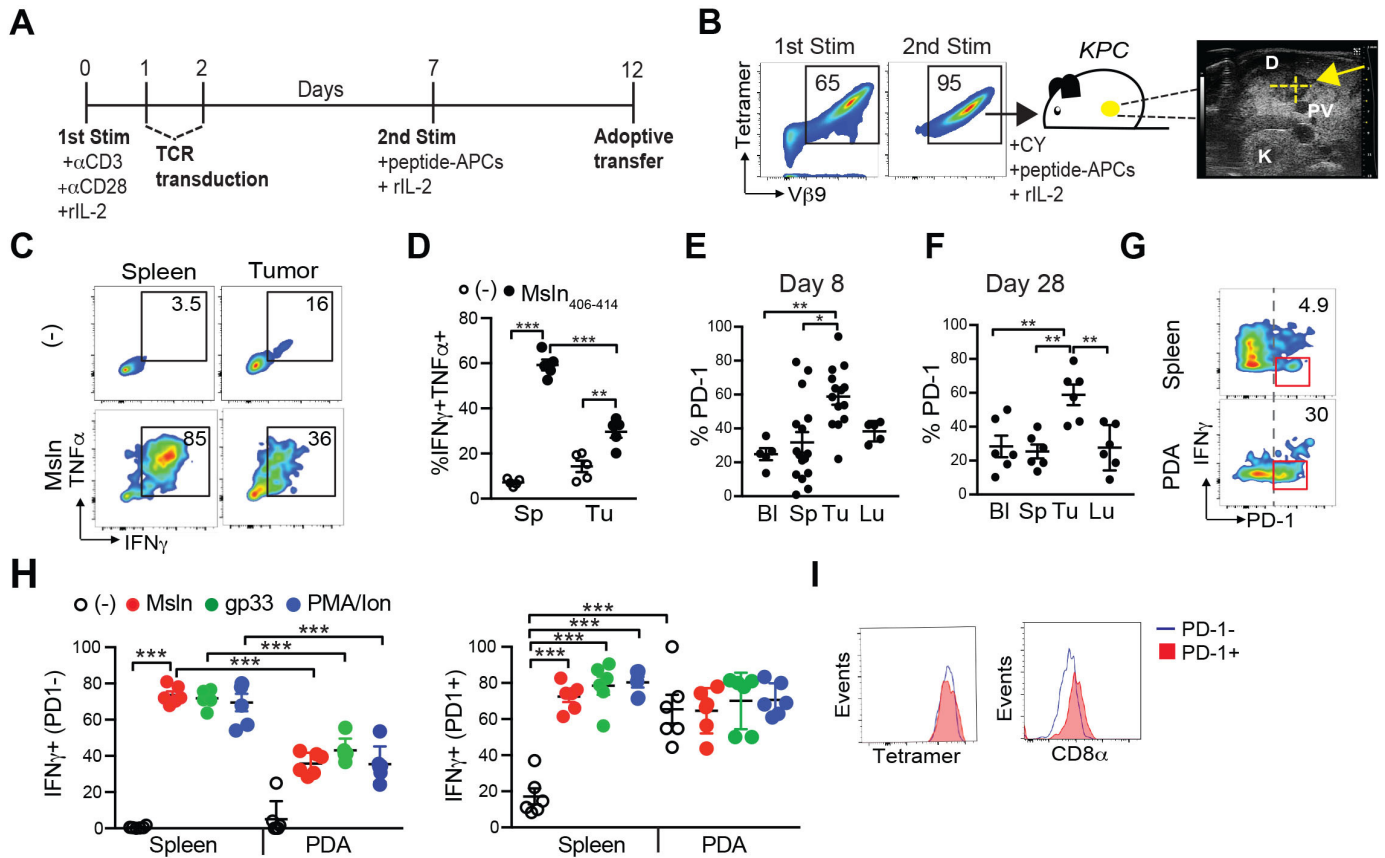 A
0 1 2 7 12
Days
1st Stim
+αCD3
+αCD28
+rIL-2
TCR
transduction
2nd Stim
+peptide-APCs
+ rIL-2
Adoptive
transfer
B
1st Stim 2nd Stim
65 95
Tetramer
Vβ9
+CY
+peptide-APCs
+ rIL-2
KPC
D
PV
K
C
Spleen Tumor
(-)
3.5 16
Msln
85 36
TNFα
IFNγ
D
(-) Msln406-414
%IFNγ+TNFα+
80
60
40
20
0
*** *** **
Sp Tu
E
Day 8
% PD-1
100
80
60
40
20
0
**
*
Bl Sp Tu Lu
F
Day 28
% PD-1
100
80
60
40
20
0
**
** **
Bl Sp Tu Lu
G
Spleen
4.9
PDA
30
IFNγ
PD-1
H
(-) Msln gp33 PMA/Ion
IFNγ+ (PD1-)
100
80
60
40
20
0
***
***
***
***
Spleen PDA
IFNγ+ (PD1+)
100
80
60
40
20
0
***
***
***
***
Spleen PDA
I
Events
Tetramer
Events
CD8α
PD-1-
PD-1+